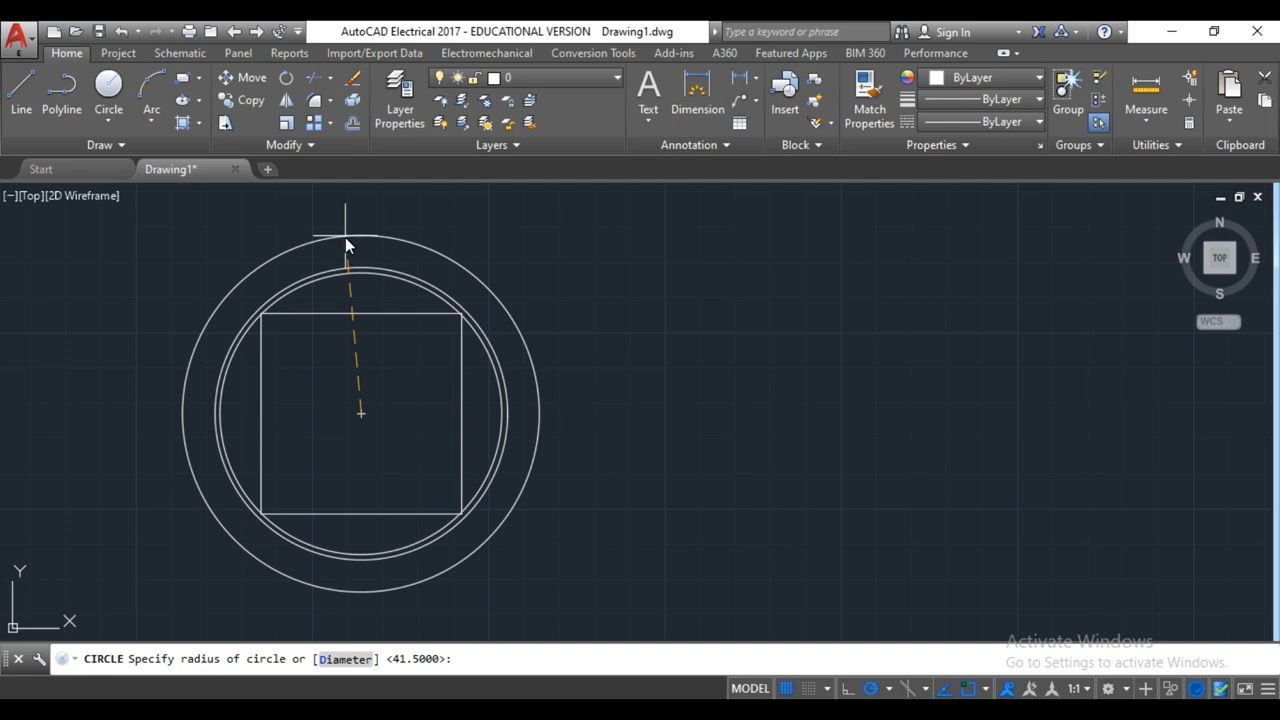 AutoCAD Electrical 2017 - EDUCATIONAL VERSION Drawing1.dwg
Type a keyword or phrase
Sign In
E
Home Project Schematic Panel Reports Import/Export Data Electromechanical Conversion Tools Add-ins A360 Featured Apps BIM 360 Performance
Line Polyline Circle Arc
Move
Copy
Layer Properties
0
Text Dimension
Insert
Match Properties
ByLayer
ByLayer
ByLayer
Group
Measure
Paste
Draw Modify Layers Annotation Block Properties Groups Utilities Clipboard
Start Drawing1*
[−][Top][2D Wireframe]
N
W TOP E
S
WCS
Y
X
Activate Windows
Go to Settings to activate Windows.
CIRCLE Specify radius of circle or [Diameter] <41.5000>:
MODEL 1:1